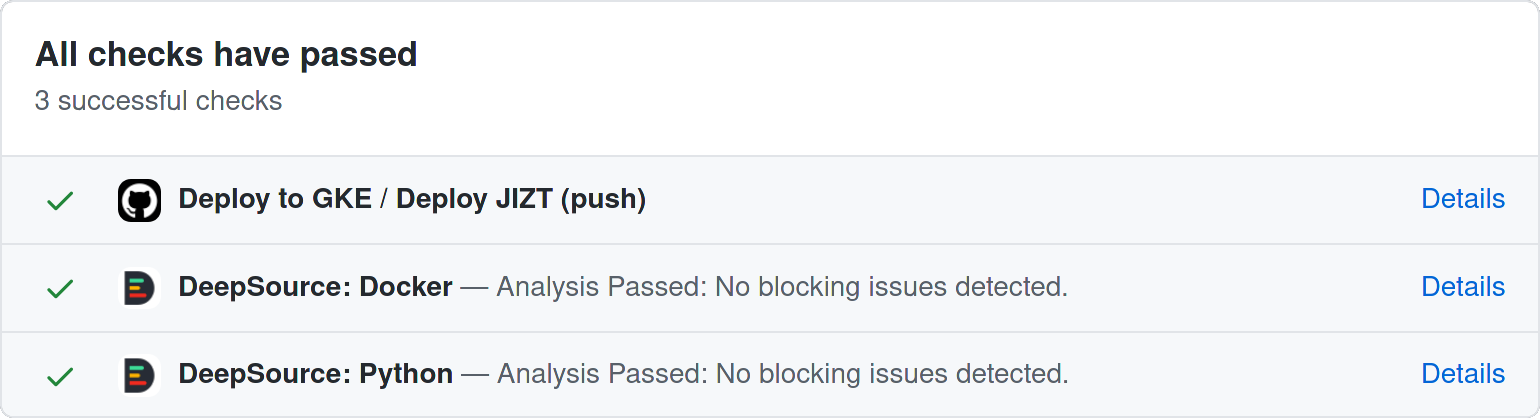 All checks have passed
3 successful checks
Deploy to GKE / Deploy JIZT (push) Details
DeepSource: Docker — Analysis Passed: No blocking issues detected. Details
DeepSource: Python — Analysis Passed: No blocking issues detected. Details